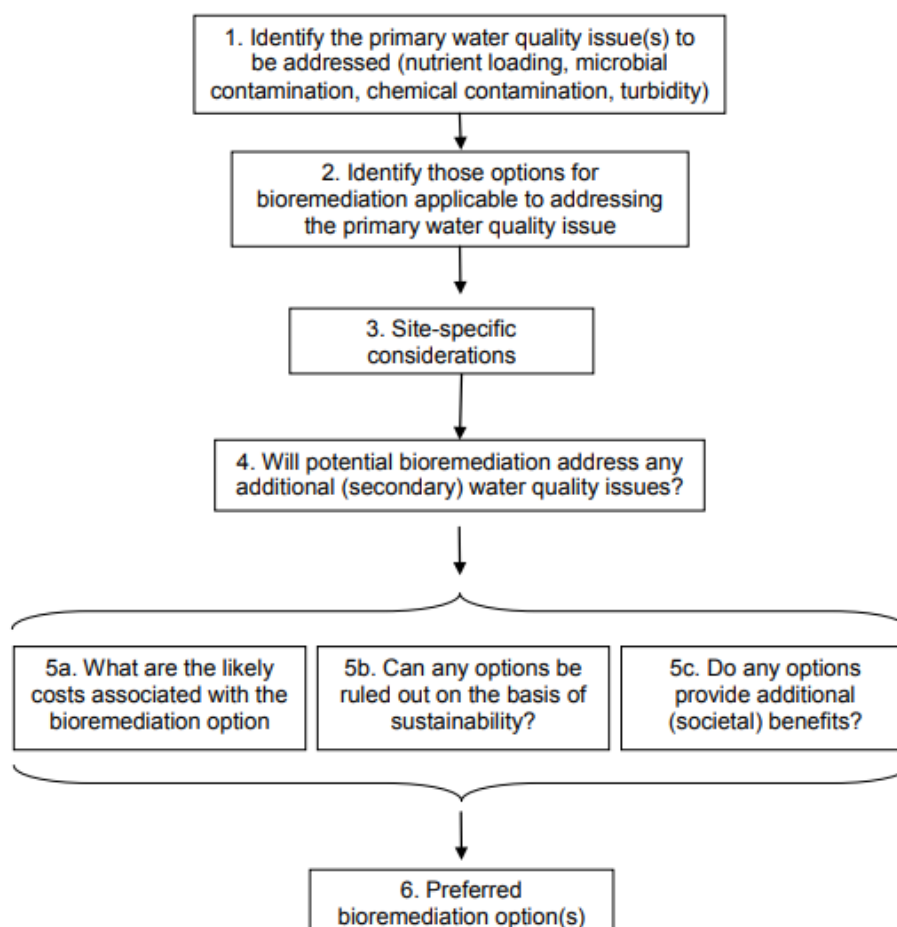 1. Identify the primary water quality issue(s) to
be addressed (nutrient loading, microbial
contamination, chemical contamination, turbidity)
2. Identify those options for
bioremediation applicable to addressing
the primary water quality issue
3. Site-specific
considerations
4. Will potential bioremediation address any
additional (secondary) water quality issues?
5a. What are the likely
costs associated with the
bioremediation option
5b. Can any options be
ruled out on the basis of
sustainability?
5c. Do any options
provide additional
(societal) benefits?
6. Preferred
bioremediation option(s)